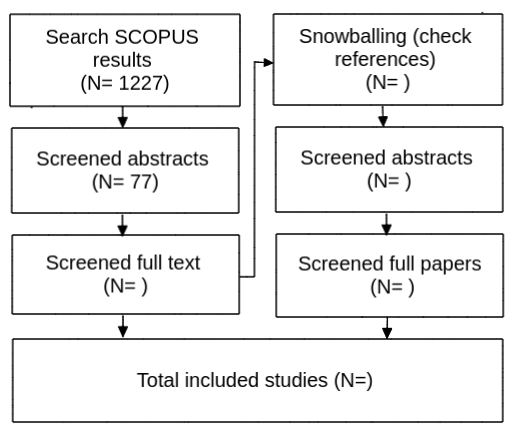 Search SCOPUS
results
(N= 1227)
Screened abstracts
(N= 77)
Screened full text
(N= )
Snowballing (check
references)
(N= )
Screened abstracts
(N= )
Screened full papers
(N= )
Total included studies (N=)